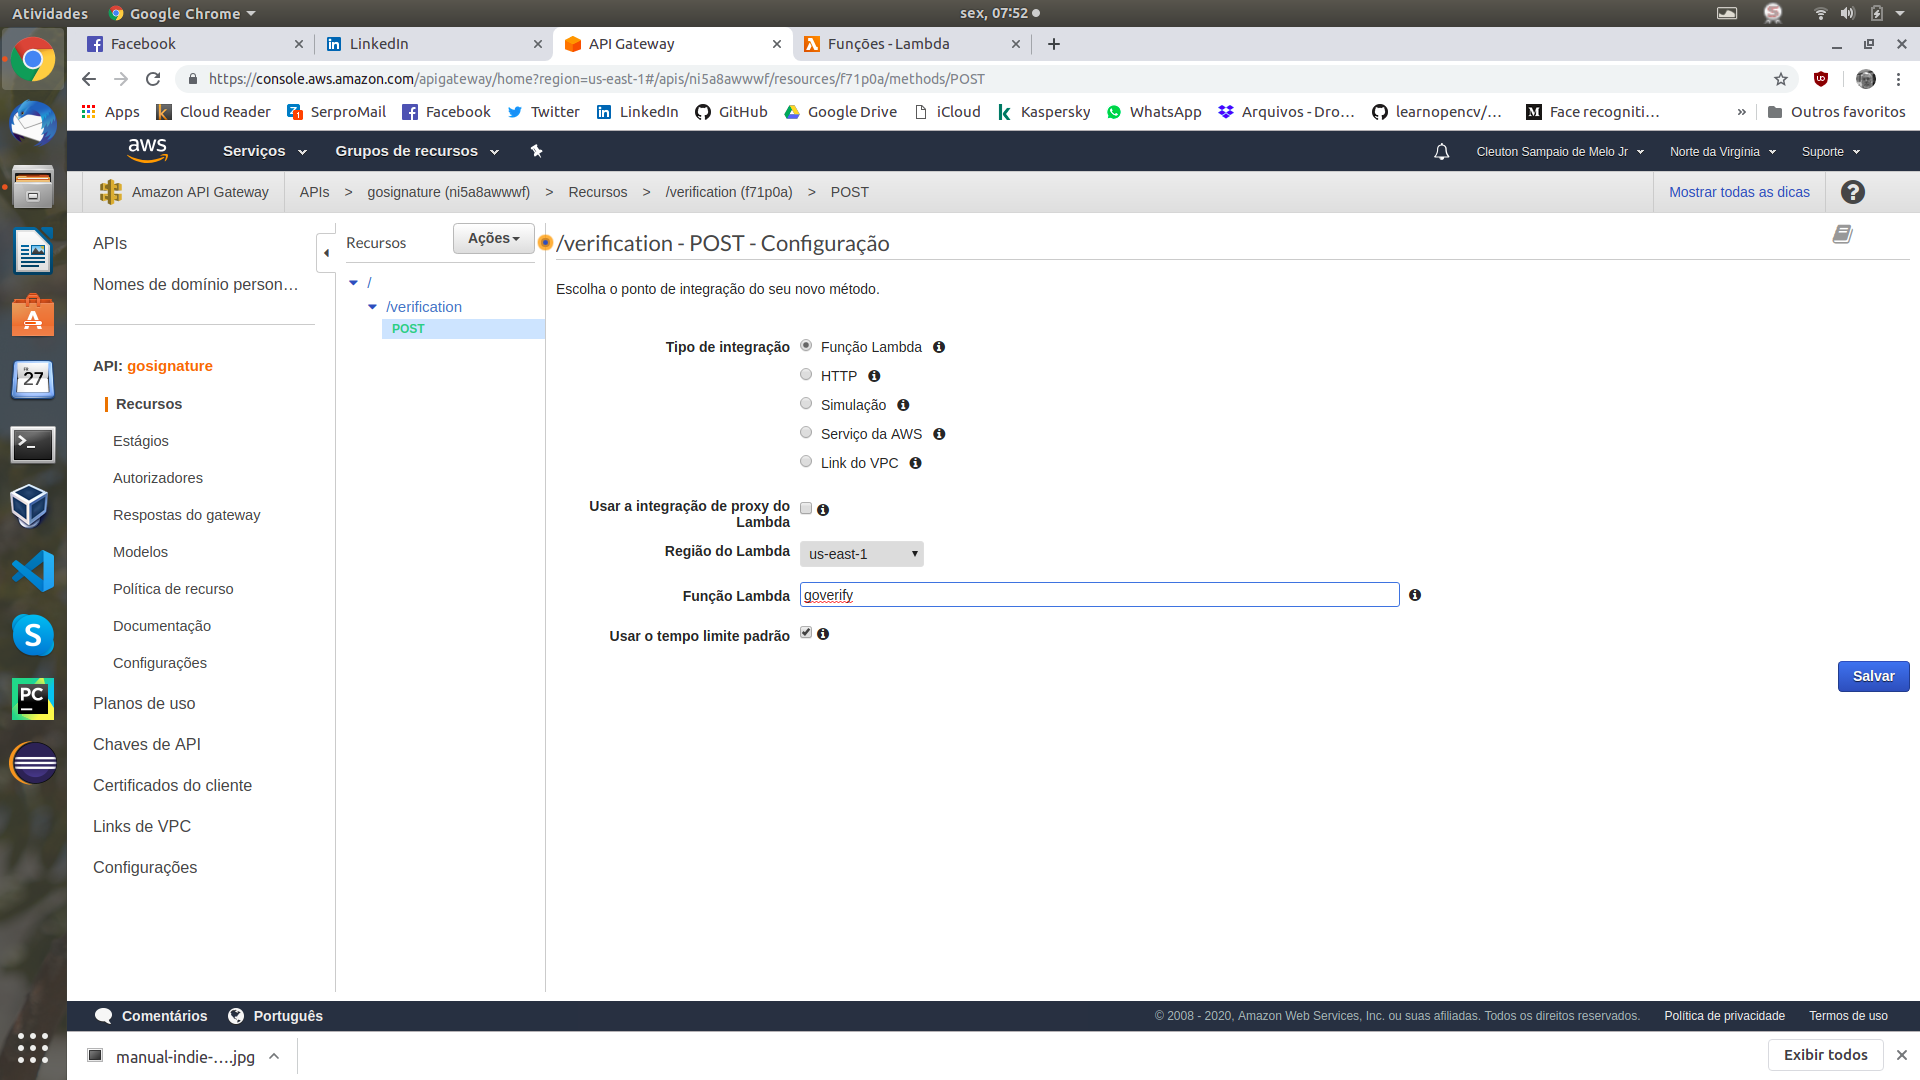 Atividades Google Chrome sex, 07:52
Facebook LinkedIn API Gateway Funções - Lambda
https://console.aws.amazon.com/apigateway/home?region=us-east-1#/apis/ni5a8awwwf/resources/f71p0a/methods/POST
Apps Cloud Reader SerproMail Facebook Twitter LinkedIn GitHub Google Drive iCloud Kaspersky WhatsApp Arquivos - Dro… learnopencv/… Face recogniti… » Outros favoritos
aws Serviços Grupos de recursos Cleuton Sampaio de Melo Jr Norte da Virgínia Suporte
Amazon API Gateway APIs > gosignature (ni5a8awwwf) > Recursos > /verification (f71p0a) > POST Mostrar todas as dicas ?
APIs
Nomes de domínio person…
API: gosignature
Recursos
Estágios
Autorizadores
Respostas do gateway
Modelos
Política de recurso
Documentação
Configurações
Planos de uso
Chaves de API
Certificados do cliente
Links de VPC
Configurações
Recursos Ações
/
/verification
POST
/verification - POST - Configuração
Escolha o ponto de integração do seu novo método.
Tipo de integração Função Lambda
HTTP
Simulação
Serviço da AWS
Link do VPC
Usar a integração de proxy do
Lambda
Região do Lambda us-east-1
Função Lambda goverify
Usar o tempo limite padrão
Salvar
27
PC
Comentários Português © 2008 - 2020, Amazon Web Services, Inc. ou suas afiliadas. Todos os direitos reservados. Política de privacidade Termos de uso
manual-indie-….jpg Exibir todos